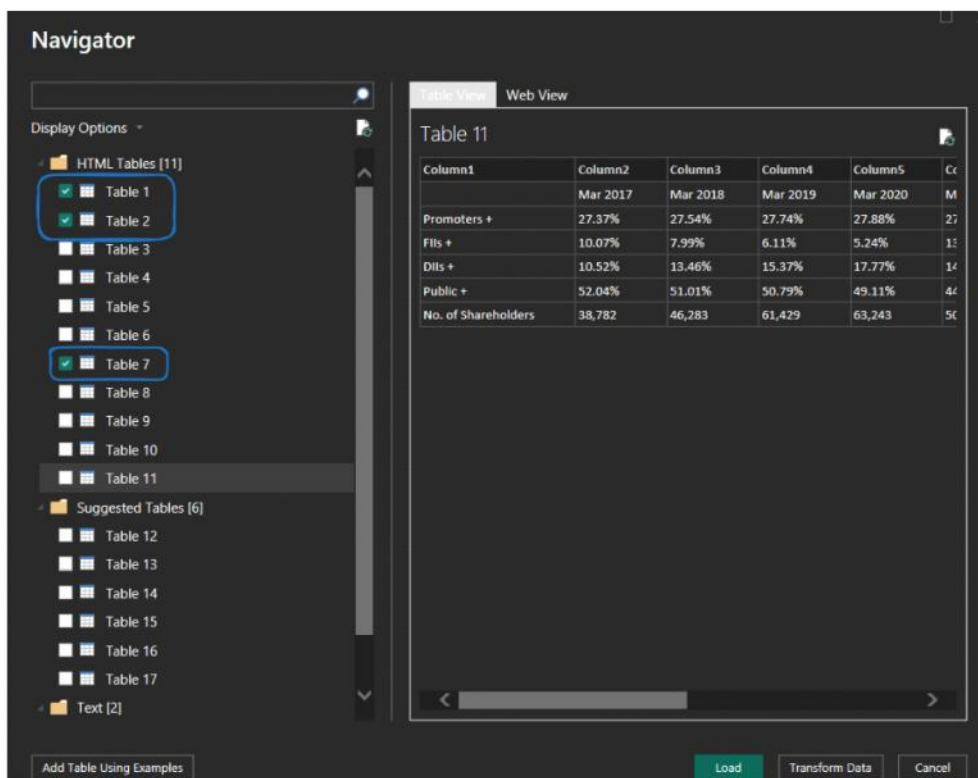 Navigator
Display Options
HTML Tables [11]
Table 1
Table 2
Table 3
Table 4
Table 5
Table 6
Table 7
Table 8
Table 9
Table 10
Table 11
Suggested Tables [6]
Table 12
Table 13
Table 14
Table 15
Table 16
Table 17
Text [2]
Add Table Using Examples
Table View Web View
Table 11
Column1 Column2 Column3 Column4 Column5
Mar 2017 Mar 2018 Mar 2019 Mar 2020 M
Promoters + 27.37% 27.54% 27.74% 27.88% 27
FIIs + 10.07% 7.99% 6.11% 5.24%
DIIs + 10.52% 13.46% 15.37% 17.77%
Public + 52.04% 51.01% 50.79% 49.11%
No. of Shareholders 38,782 46,283 61,429 63,243
Load Transform Data Cancel